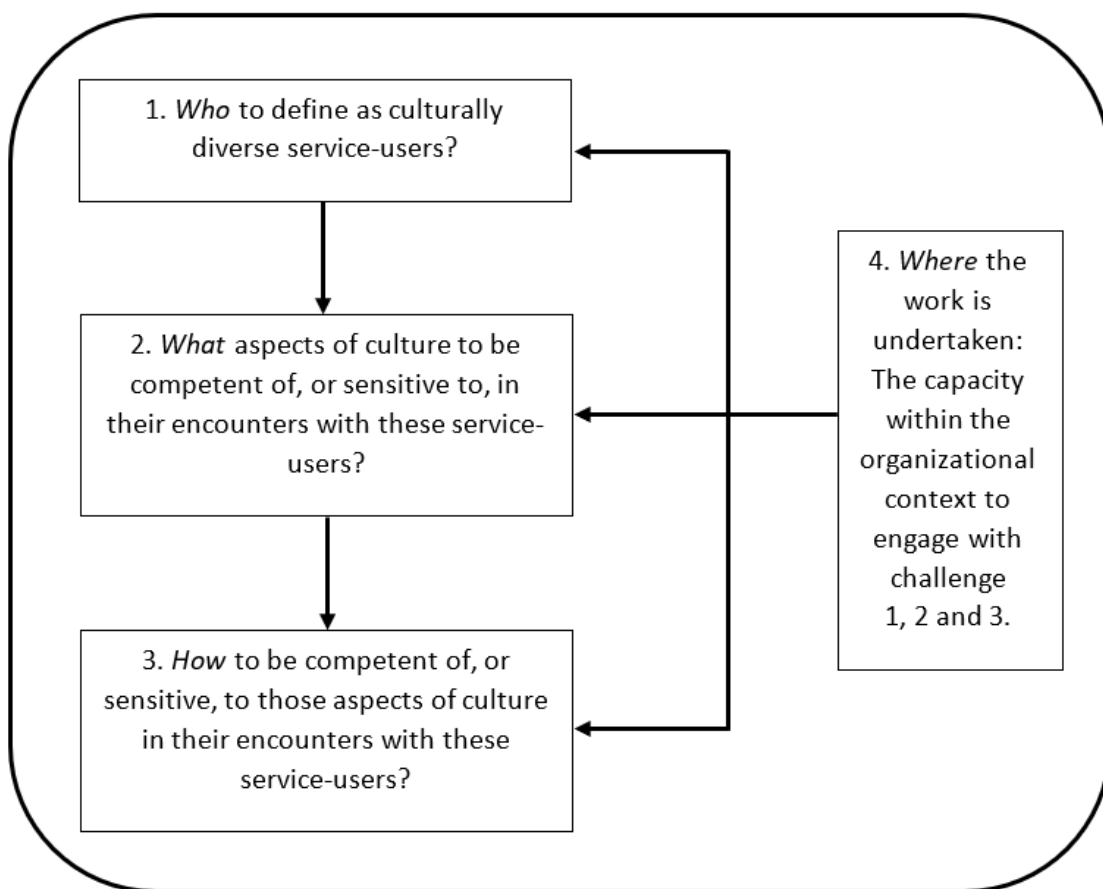 1. Who to define as culturally
diverse service-users?
2. What aspects of culture to be
competent of, or sensitive to, in
their encounters with these service-
users?
3. How to be competent of, or
sensitive, to those aspects of culture
in their encounters with these
service-users?
4. Where the
work is
undertaken:
The capacity
within the
organizational
context to
engage with
challenge
1, 2 and 3.